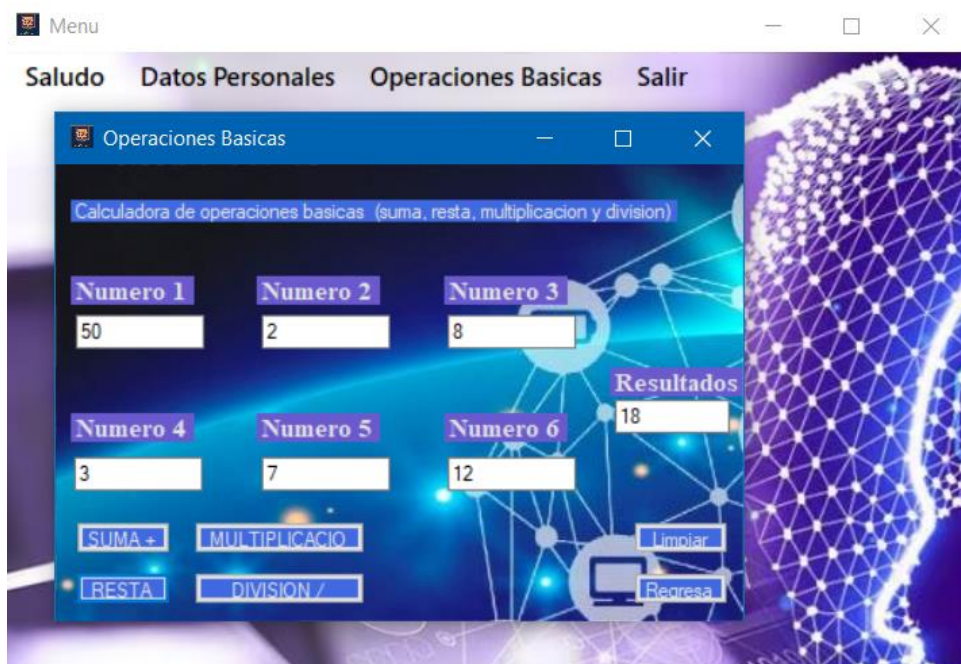 Menu
Saludo Datos Personales Operaciones Basicas Salir
Operaciones Basicas
Calculadora de operaciones basicas (suma, resta, multiplicacion y division)
Numero 1 Numero 2 Numero 3
50 2 8
Resultados
18
Numero 4 Numero 5 Numero 6
3 7 12
SUMA + MULTIPLICACIO Limpiar
RESTA DIVISION / Regresa